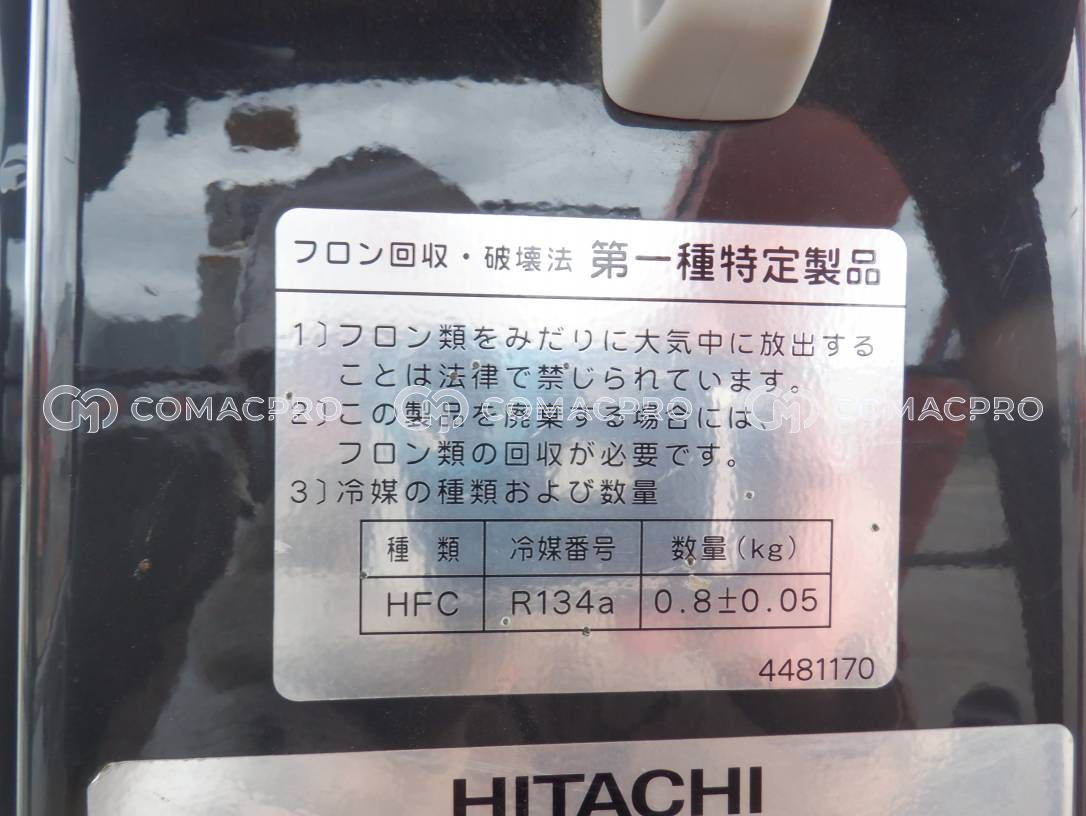 フロン回収・破壊法 第一種特定製品
1）フロン類をみだりに大気中に放出する
ことは法律で禁じられています。
COMACPRO COMACPRO COMACPRO
2）この製品を廃棄する場合には、
フロン類の回収が必要です。
3）冷媒の種類および数量
種 類 冷媒番号 数量(kg)
HFC R134a 0.8±0.05
4481170
HITACHI